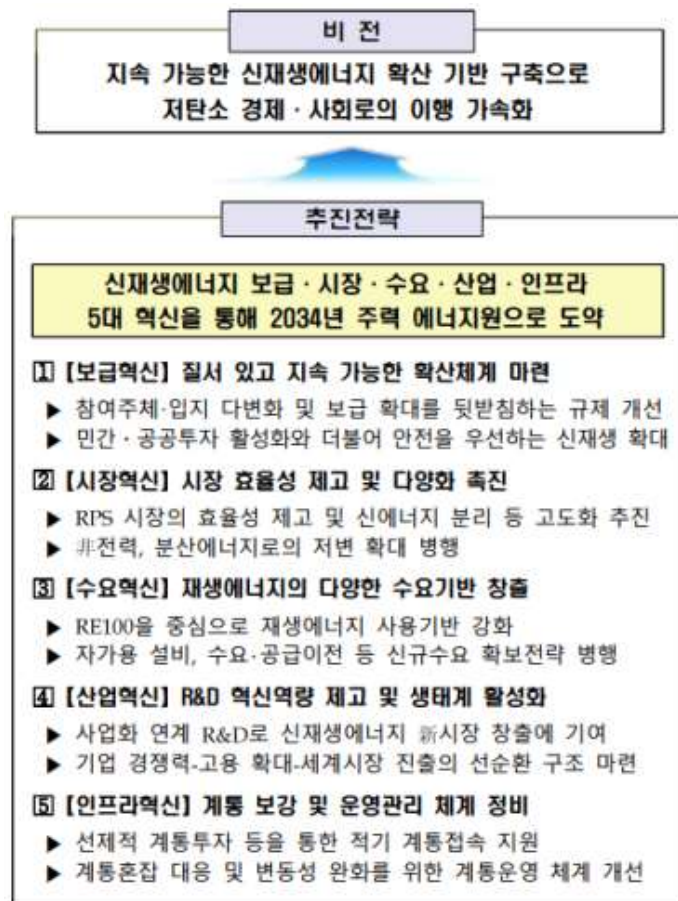 비 전
지속 가능한 신재생에너지 확산 기반 구축으로
저탄소 경제 · 사회로의 이행 가속화
추진전략
신재생에너지 보급 · 시장 · 수요 · 산업 · 인프라
5대 혁신을 통해 2034년 주력 에너지원으로 도약
1 【보급혁신】 질서 있고 지속 가능한 확산체계 마련
▶ 참여주체·입지 다변화 및 보급 확대를 뒷받침하는 규제 개선
▶ 민간 · 공공투자 활성화와 더불어 안전을 우선하는 신재생 확대
2 【시장혁신】 시장 효율성 제고 및 다양화 촉진
▶ RPS 시장의 효율성 제고 및 신에너지 분리 등 고도화 추진
▶ 非전력, 분산에너지로의 저변 확대 병행
3 【수요혁신】 재생에너지의 다양한 수요기반 창출
▶ RE100을 중심으로 재생에너지 사용기반 강화
▶ 자가용 설비, 수요·공급이전 등 신규수요 확보전략 병행
4 【산업혁신】 R&D 혁신역량 제고 및 생태계 활성화
▶ 사업화 연계 R&D로 신재생에너지 新시장 창출에 기여
▶ 기업 경쟁력-고용 확대-세계시장 진출의 선순환 구조 마련
5 【인프라혁신】 계통 보강 및 운영관리 체계 정비
▶ 선제적 계통투자 등을 통한 적기 계통접속 지원
▶ 계통혼잡 대응 및 변동성 완화를 위한 계통운영 체계 개선